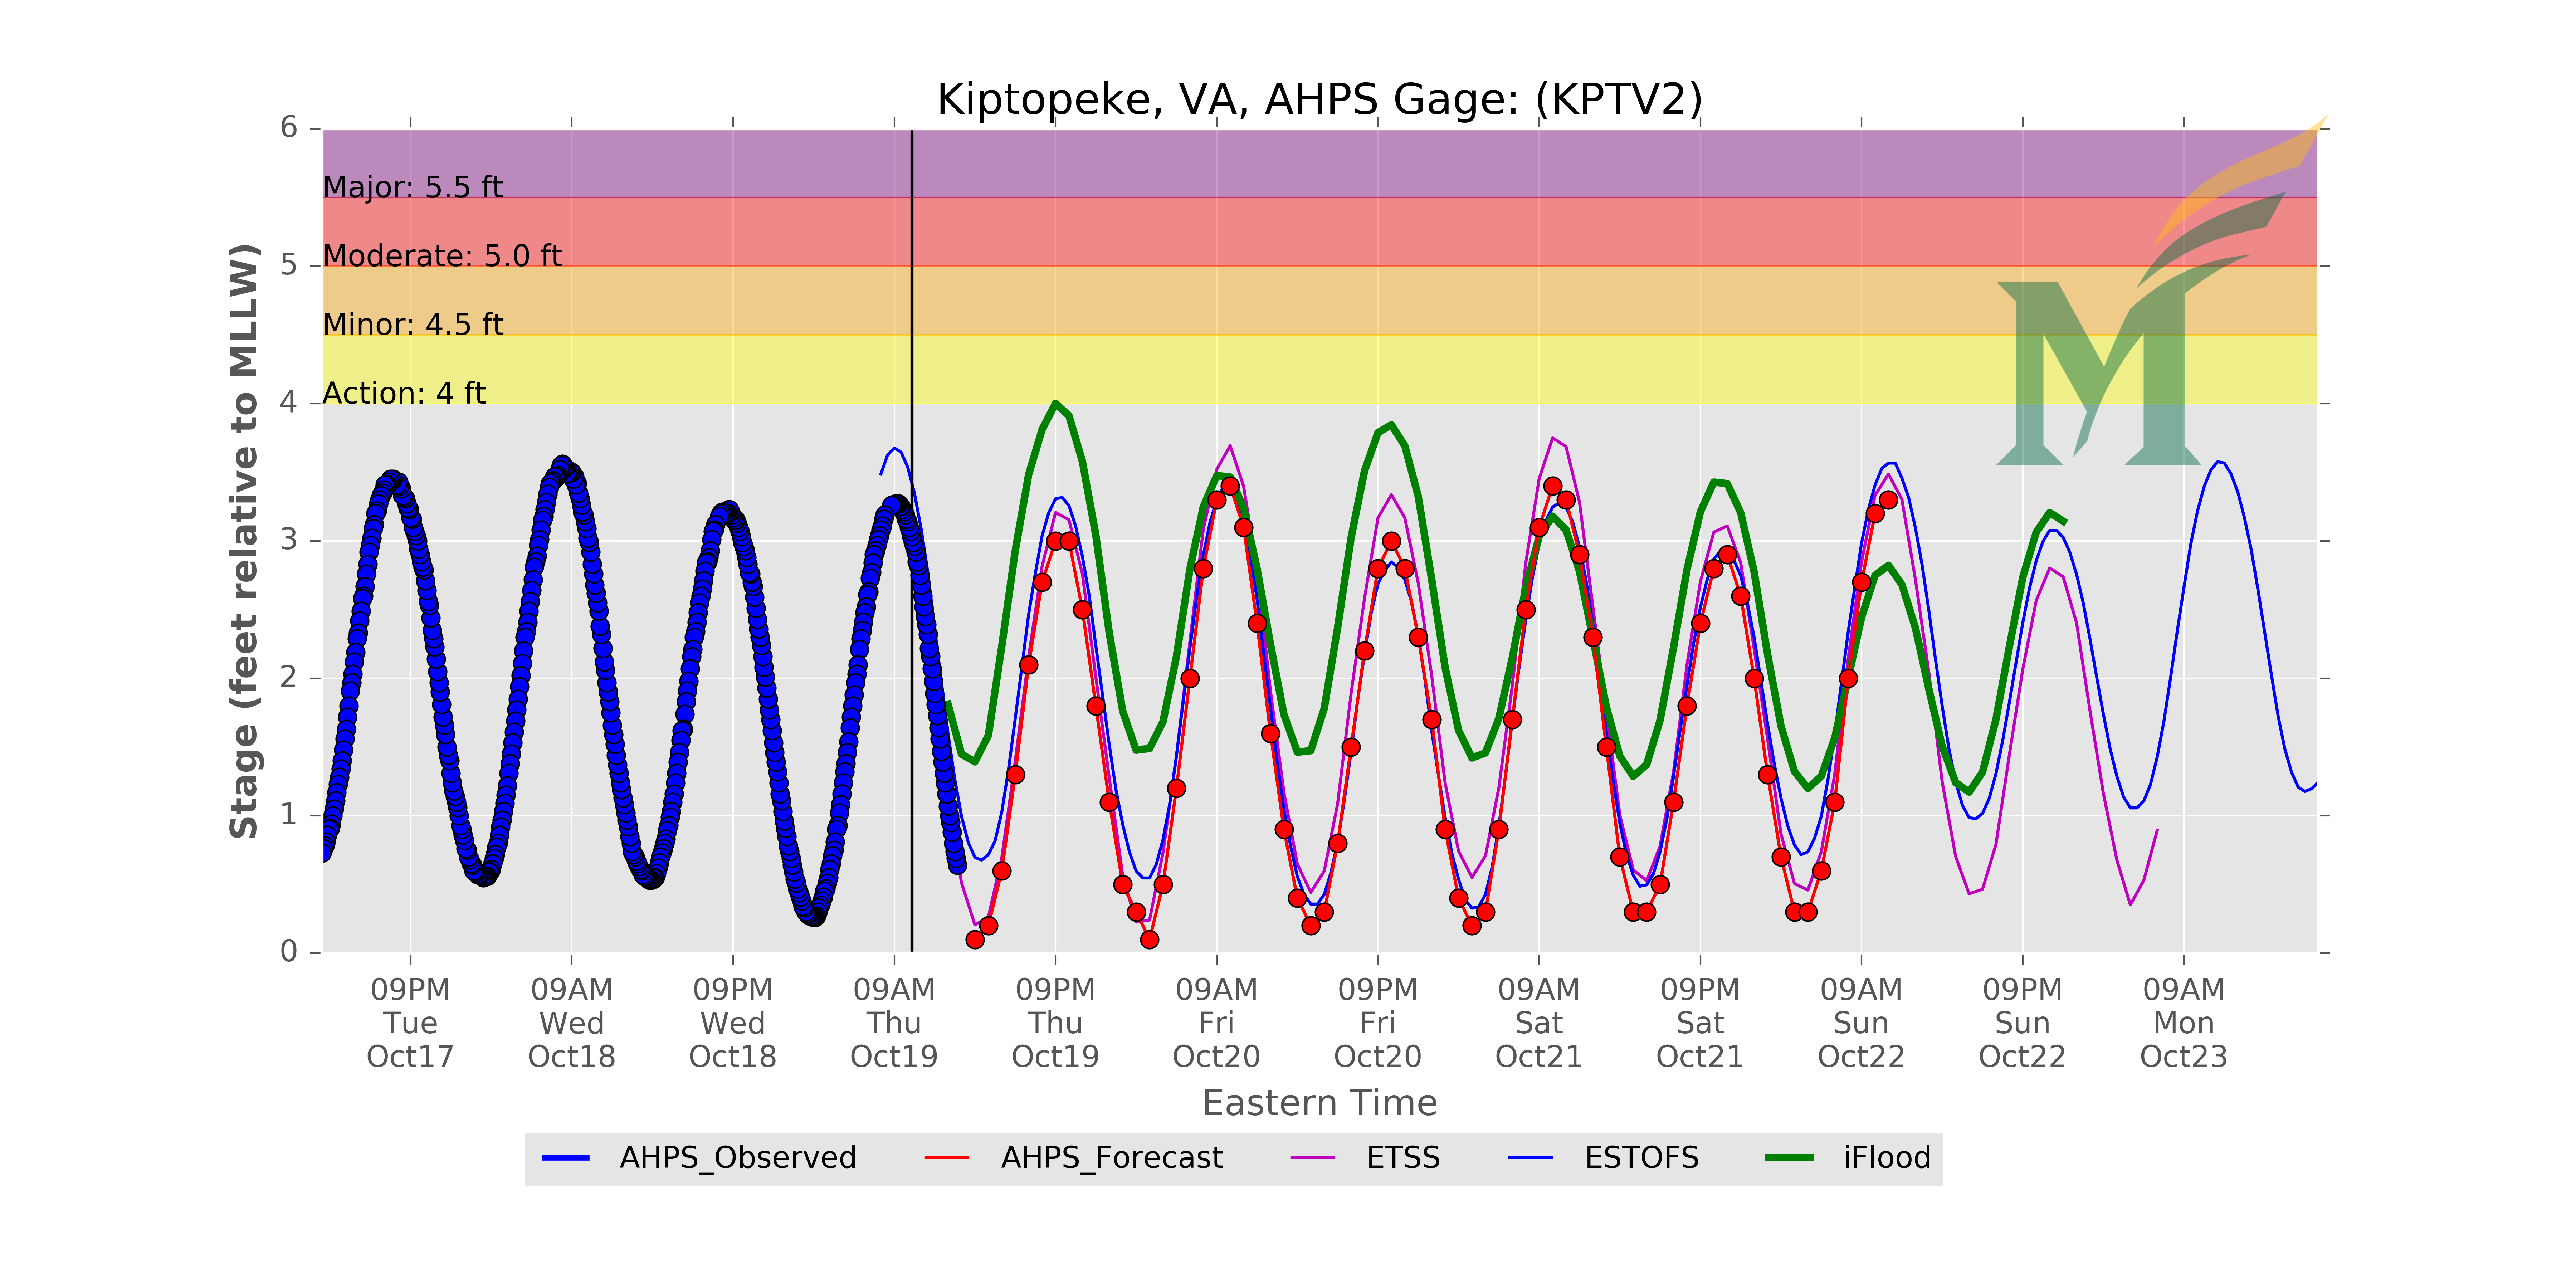 Kiptopeke, VA, AHPS Gage: (KPTV2)
Stage (feet relative to MLLW)
6
5
4
3
2
1
0
Major: 5.5 ft
Moderate: 5.0 ft
Minor: 4.5 ft
Action: 4 ft
M
09PM 09AM 09PM 09AM 09PM 09AM 09PM 09AM 09PM 09AM 09PM 09AM
Tue Wed Wed Thu Thu Fri Fri Sat Sat Sun Sun Mon
Oct17 Oct18 Oct18 Oct19 Oct19 Oct20 Oct20 Oct21 Oct21 Oct22 Oct22 Oct23
Eastern Time
AHPS_Observed AHPS_Forecast ETSS ESTOFS iFlood